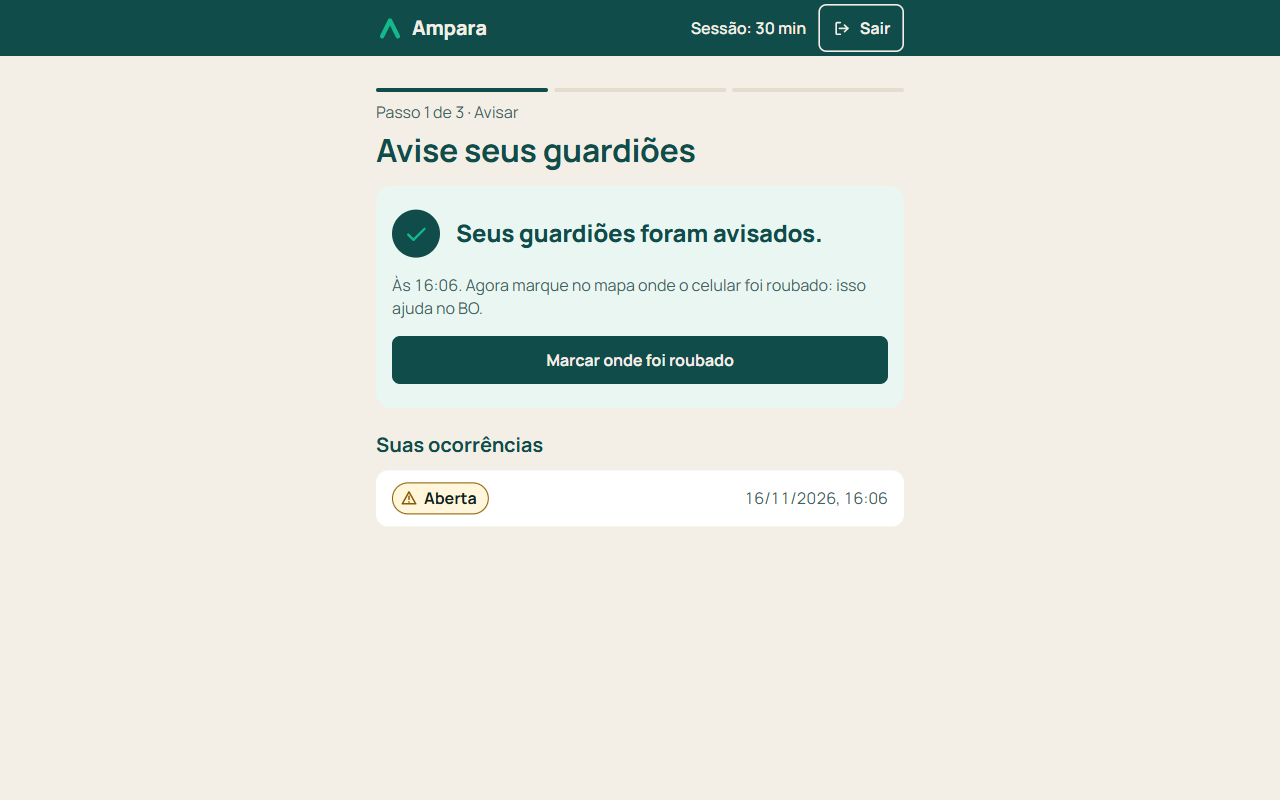 Ampara
Sessão: 30 min
Sair
Passo 1 de 3 · Avisar
Avise seus guardiões
Seus guardiões foram avisados.
Às 16:06. Agora marque no mapa onde o celular foi roubado: isso
ajuda no BO.
Marcar onde foi roubado
Suas ocorrências
Aberta
16/11/2026, 16:06